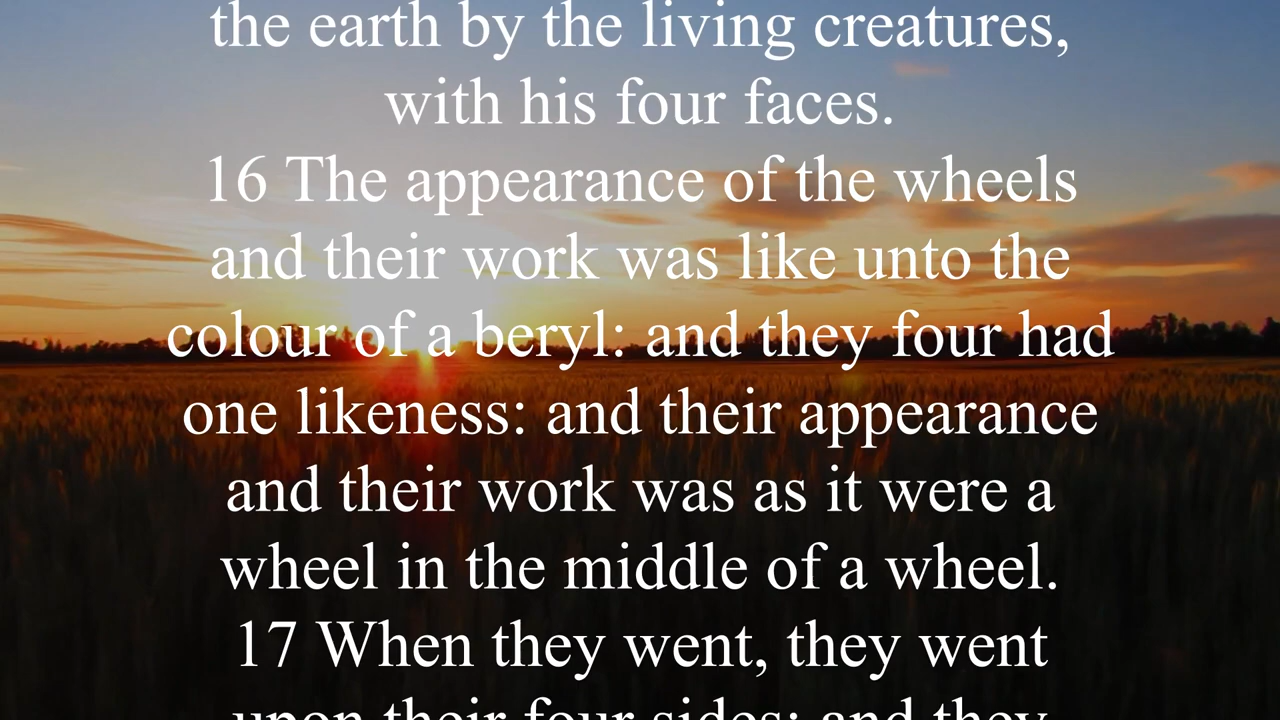 the earth by the living creatures,
with his four faces.
16 The appearance of the wheels
and their work was like unto the
colour of a beryl: and they four had
one likeness: and their appearance
and their work was as it were a
wheel in the middle of a wheel.
17 When they went, they went
upon their four sides: and they